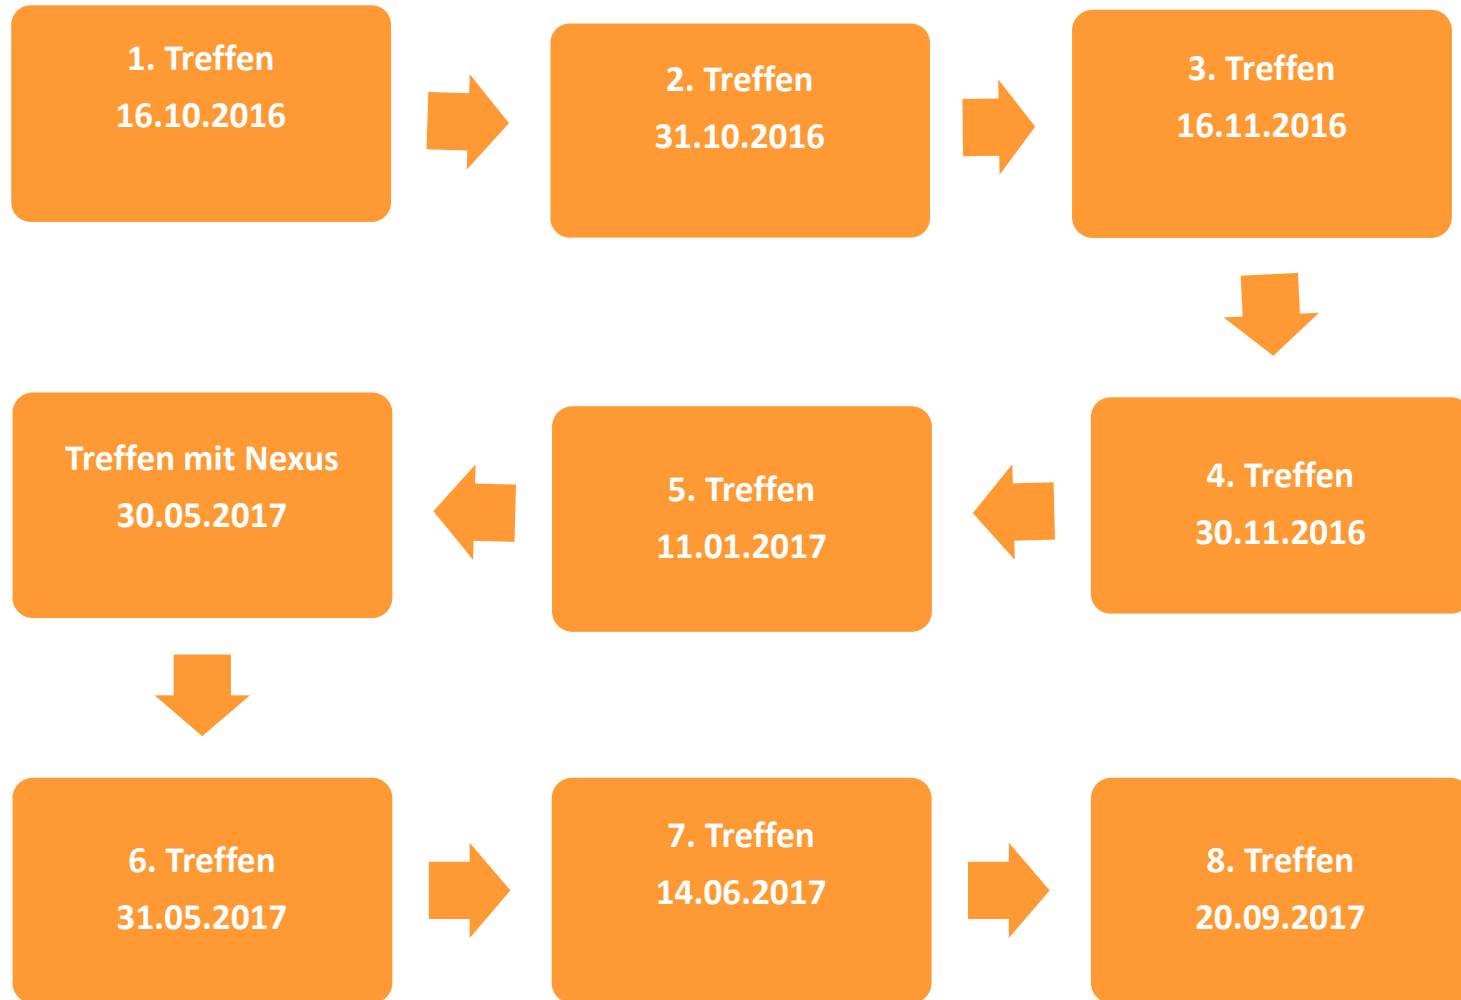 1. Treffen
16.10.2016
2. Treffen
31.10.2016
3. Treffen
16.11.2016
4. Treffen
30.11.2016
5. Treffen
11.01.2017
Treffen mit Nexus
30.05.2017
6. Treffen
31.05.2017
7. Treffen
14.06.2017
8. Treffen
20.09.2017